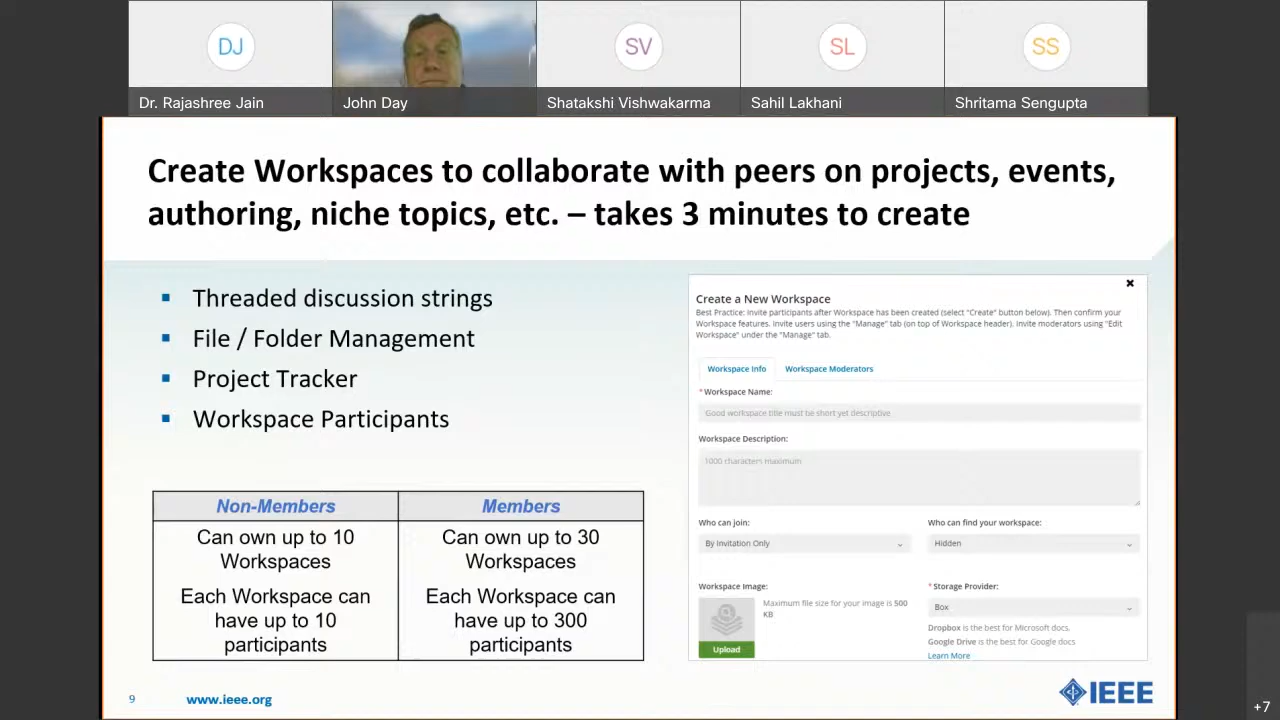 DJ
SV
SL
SS
Dr. Rajashree Jain
John Day
Shatakshi Vishwakarma
Sahil Lakhani
Shritama Sengupta
Create Workspaces to collaborate with peers on projects, events,
authoring, niche topics, etc. – takes 3 minutes to create
▪ Threaded discussion strings
▪ File / Folder Management
▪ Project Tracker
▪ Workspace Participants
Non-Members
Members
Can own up to 10
Workspaces
Each Workspace can
have up to 10
participants
Can own up to 30
Workspaces
Each Workspace can
have up to 300
participants
Create a New Workspace
Best Practice: Invite participants after Workspace has been created (select "Create" button below). Then confirm your
Workspace features. Invite users using the "Manage" tab (on top of Workspace header). Invite moderators using "Edit
Workspace" under the "Manage" tab.
Workspace Info
Workspace Moderators
* Workspace Name:
Good workspace title must be short yet descriptive
Workspace Description:
1000 characters maximum
Who can join:
Who can find your workspace:
By Invitation Only
Hidden
Workspace Image:
* Storage Provider:
Maximum file size for your image is 500
KB
Upload
Box
Dropbox is the best for Microsoft docs.
Google Drive is the best for Google docs
Learn More
9
www.ieee.org
IEEE
+7